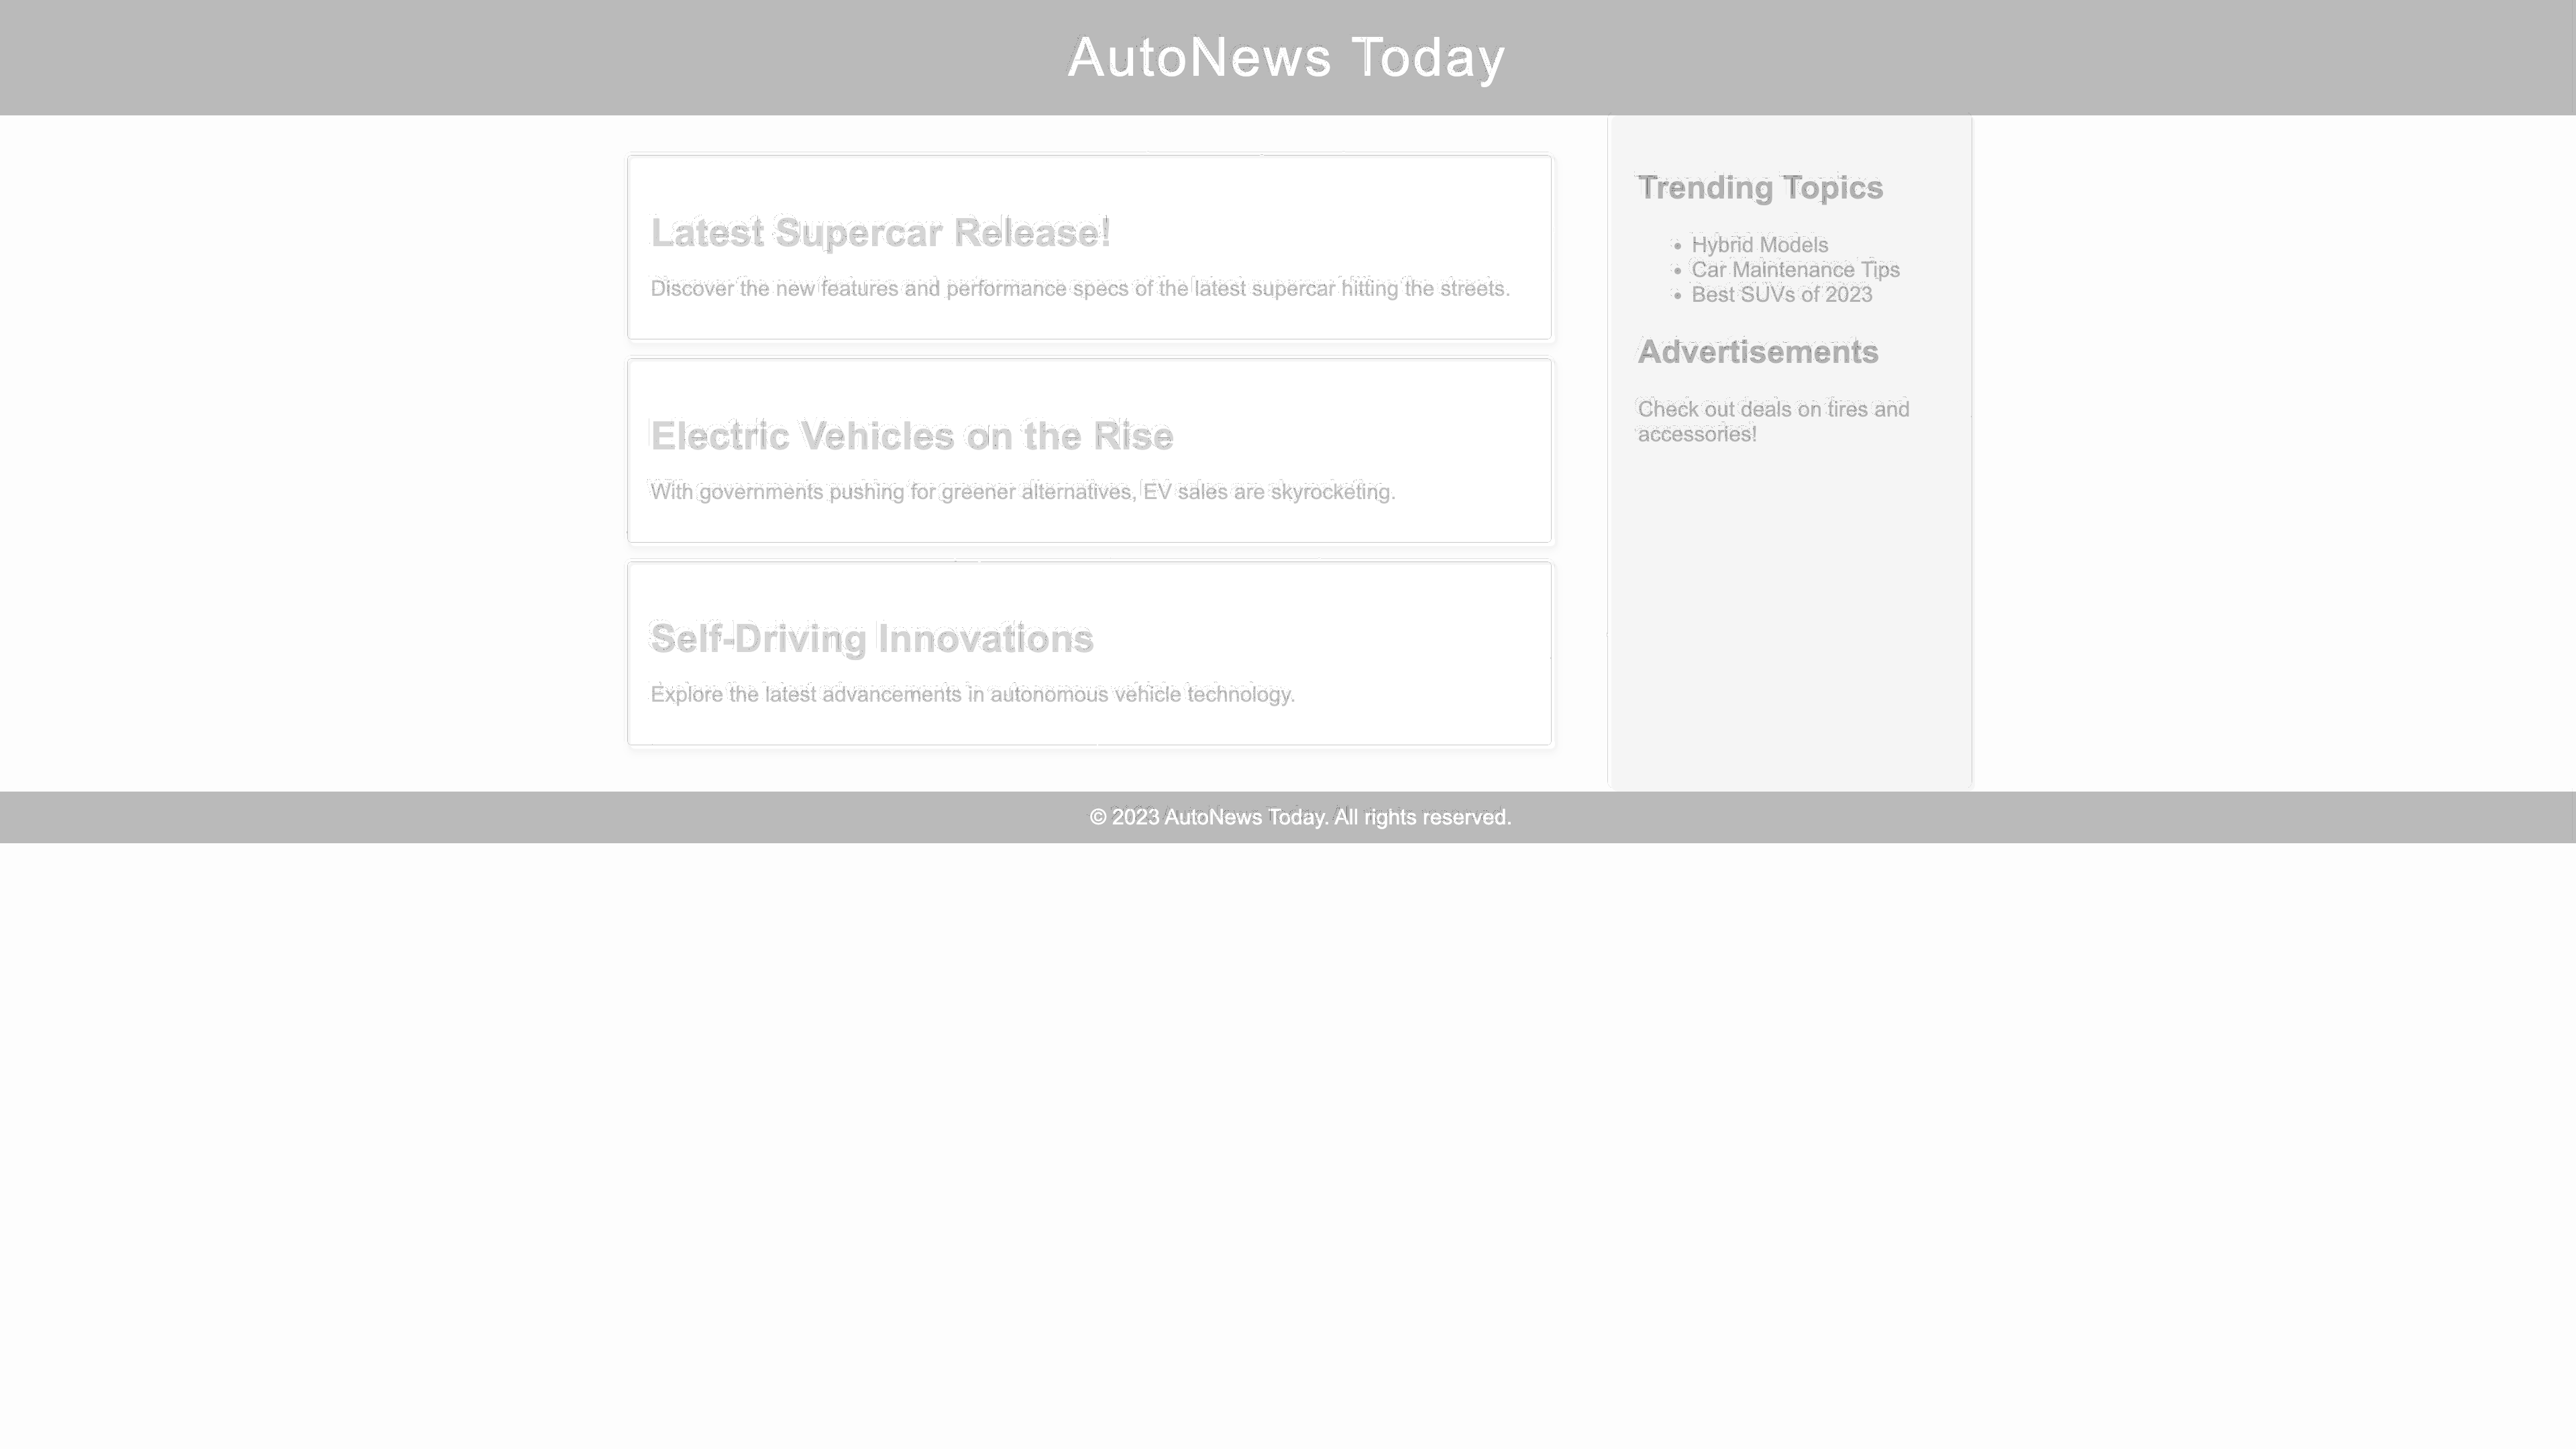 AutoNews Today
Latest Supercar Release!
Discover the new features and performance specs of the latest supercar hitting the streets.
Electric Vehicles on the Rise
With governments pushing for greener alternatives, EV sales are skyrocketing.
Self-Driving Innovations
Explore the latest advancements in autonomous vehicle technology.
Trending Topics
• Hybrid Models
• Car Maintenance Tips
• Best SUVs of 2023
Advertisements
Check out deals on tires and
accessories!
© 2023 AutoNews Today. All rights reserved.